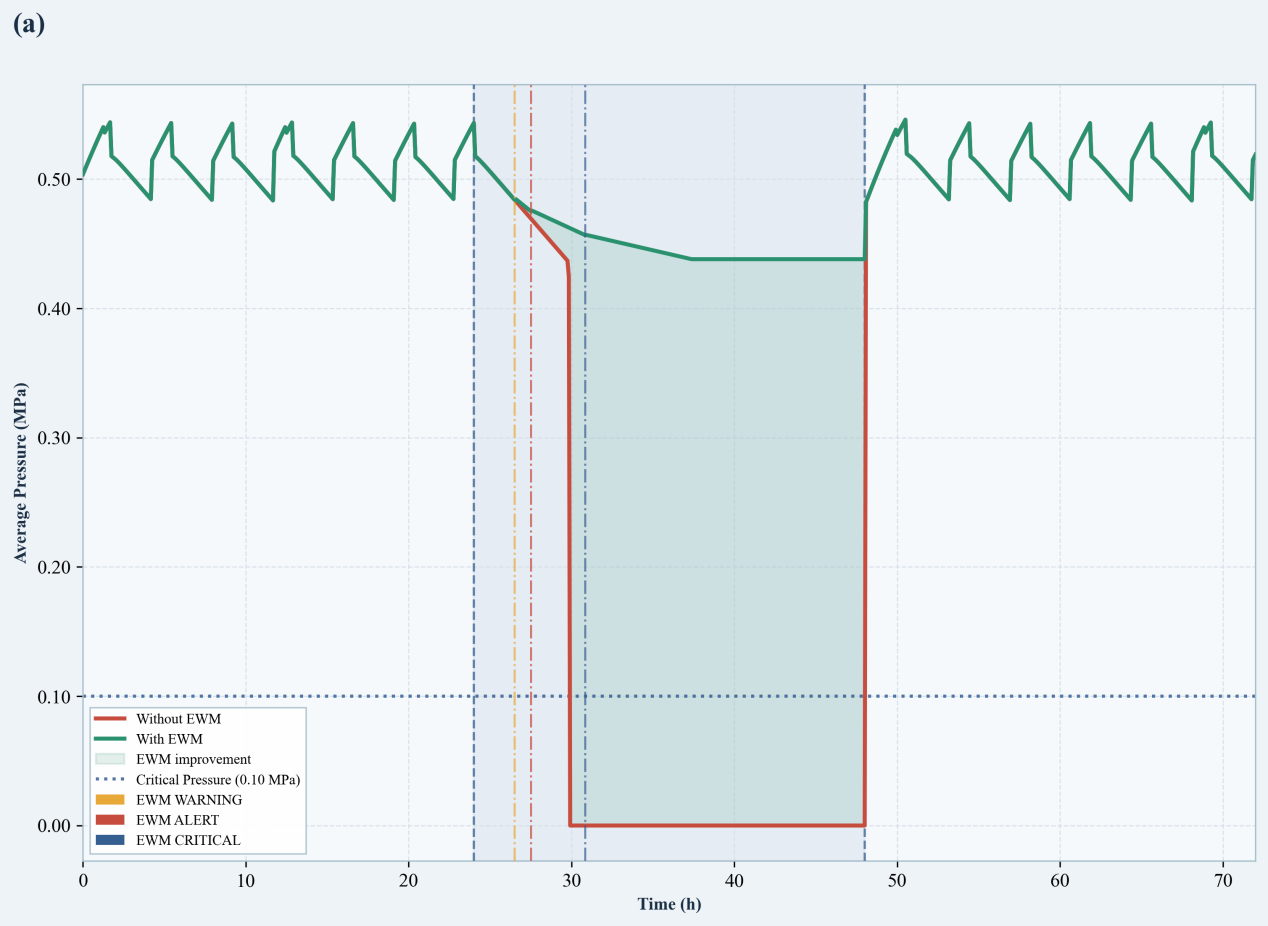 (a)
Average Pressure (MPa)
0.50
0.40
0.30
0.20
0.10
0.00
Without EWM
With EWM
EWM improvement
Critical Pressure (0.10 MPa)
EWM WARNING
EWM ALERT
EWM CRITICAL
0 10 20 30 40 50 60 70
Time (h)